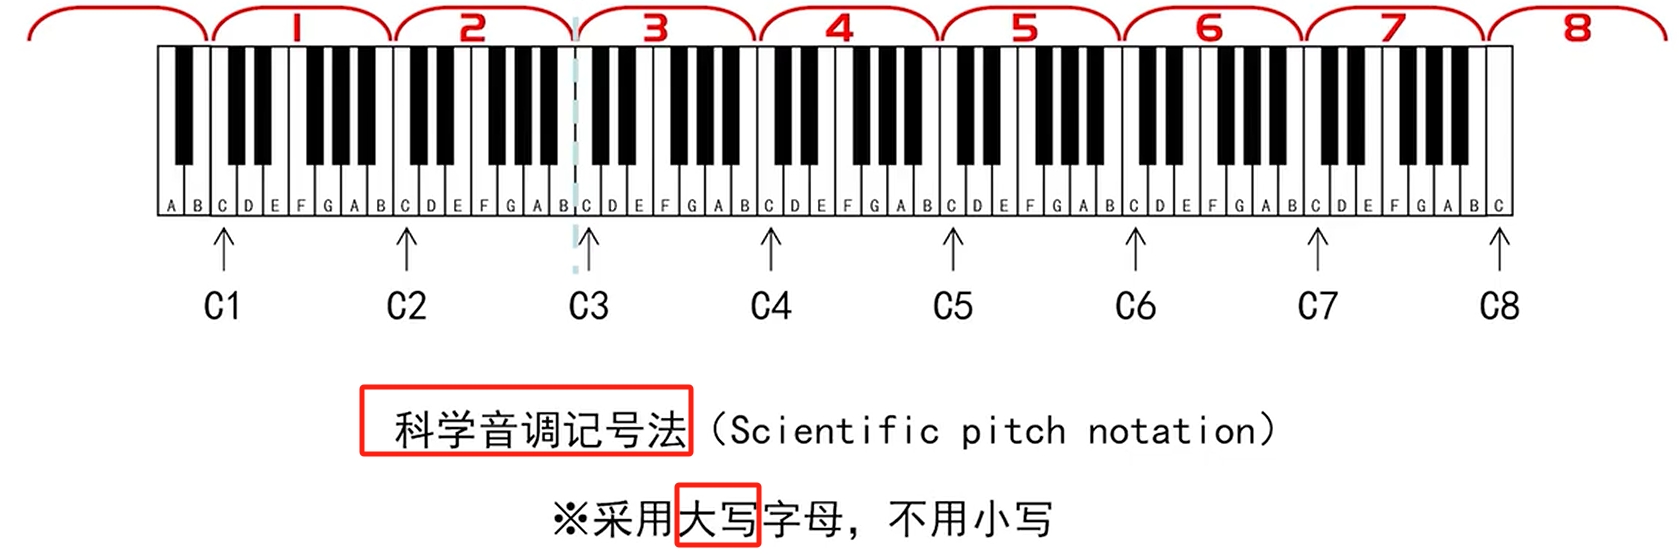 1 2 3 4 5 6 7 8
A B C D E F G A B C D E F G A B C D E F G A B C D E F G A B C D E F G A B C D E F G A B C D E F G A B C
C1 C2 C3 C4 C5 C6 C7 C8
科学音调记号法（Scientific pitch notation）
※采用大写字母，不用小写